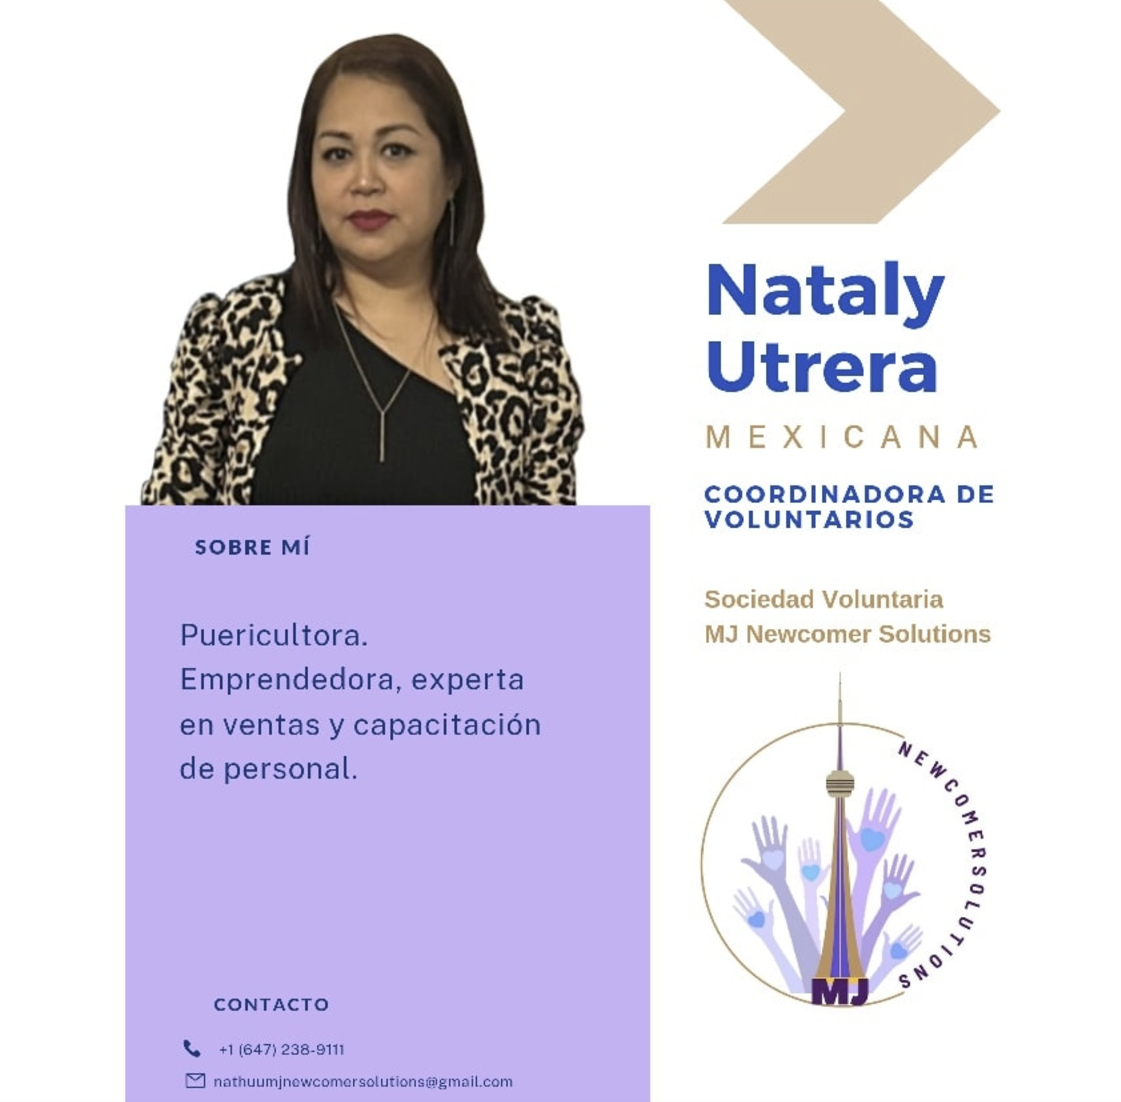 Nataly
Utrera
MEXICANA
COORDINADORA DE
VOLUNTARIOS
Sociedad Voluntaria
MJ Newcomer Solutions
NEWCOMERSOLUTIONS
MJ
SOBRE MÍ
Puericultora.
Emprendedora, experta
en ventas y capacitación
de personal.
CONTACTO
+1 (647) 238-9111
nathuumjnewcomersolutions@gmail.com